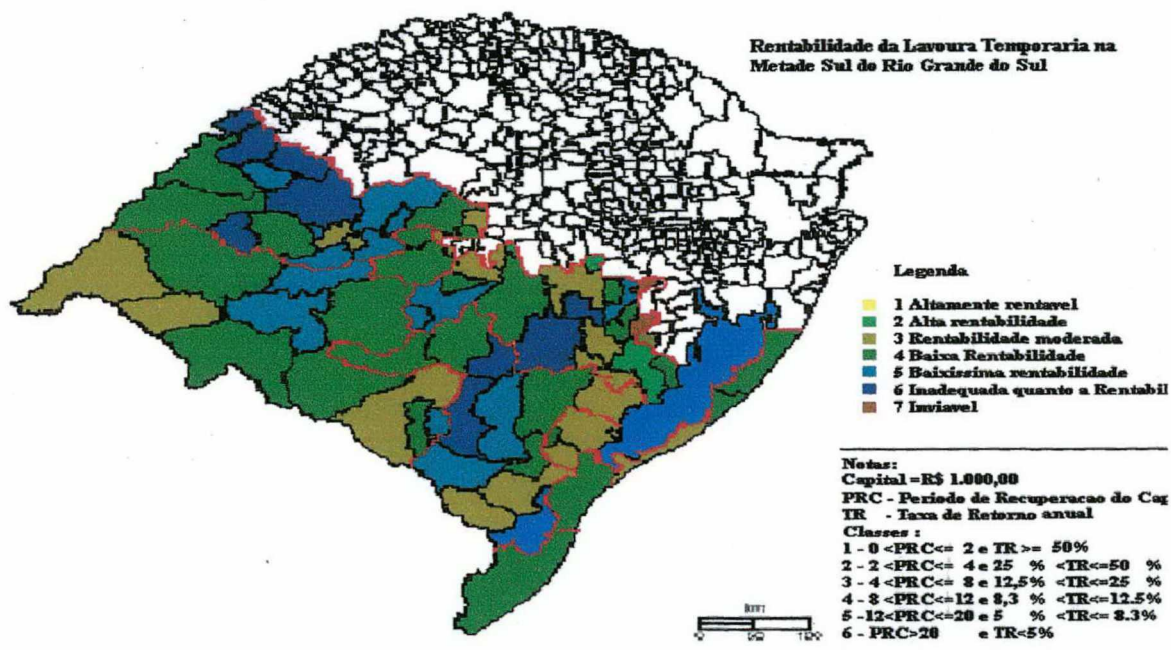 Rentabilidade da Lavoura Temporaria na
Metade Sul do Rio Grande do Sul
Legenda
1 Altamente rentavel
2 Alta rentabilidade
3 Rentabilidade moderada
4 Baixa Rentabilidade
5 Baixissima rentabilidade
6 Inadequada quanto a Rentabil
7 Inviavel
Notas:
Capital =R$ 1.000,00
PRC - Periodo de Recuperacao do Cap
TR - Taxa de Retorno anual
Classes :
1 - 0 <PRC<= 2 e TR >= 50%
2 - 2 <PRC<= 4 e 25 % <TR<=50 %
3 - 4<PRC<= 8 e 12,5% <TR<=25 %
4 - 8 <PRC<=12 e 8,3 % <TR<=12.5%
5 -12<PRC<=20 e 5 % <TR<= 8.3%
6 - PRC>20 e TR<5%